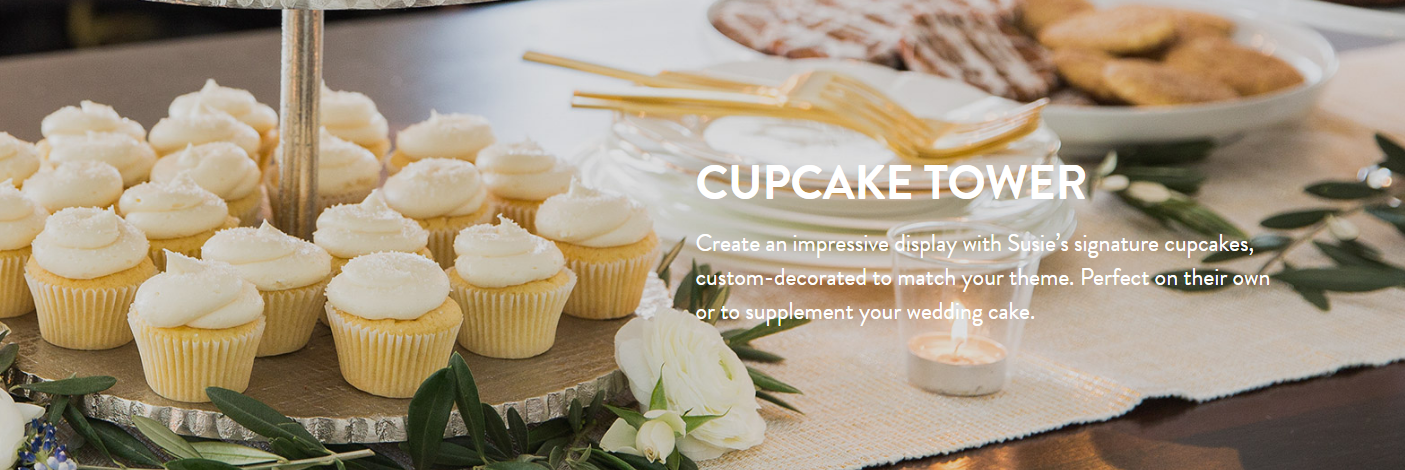 CUPCAKE TOWER
Create an impressive display with Susie’s signature cupcakes,
custom-decorated to match your theme. Perfect on their own
or to supplement your wedding cake.